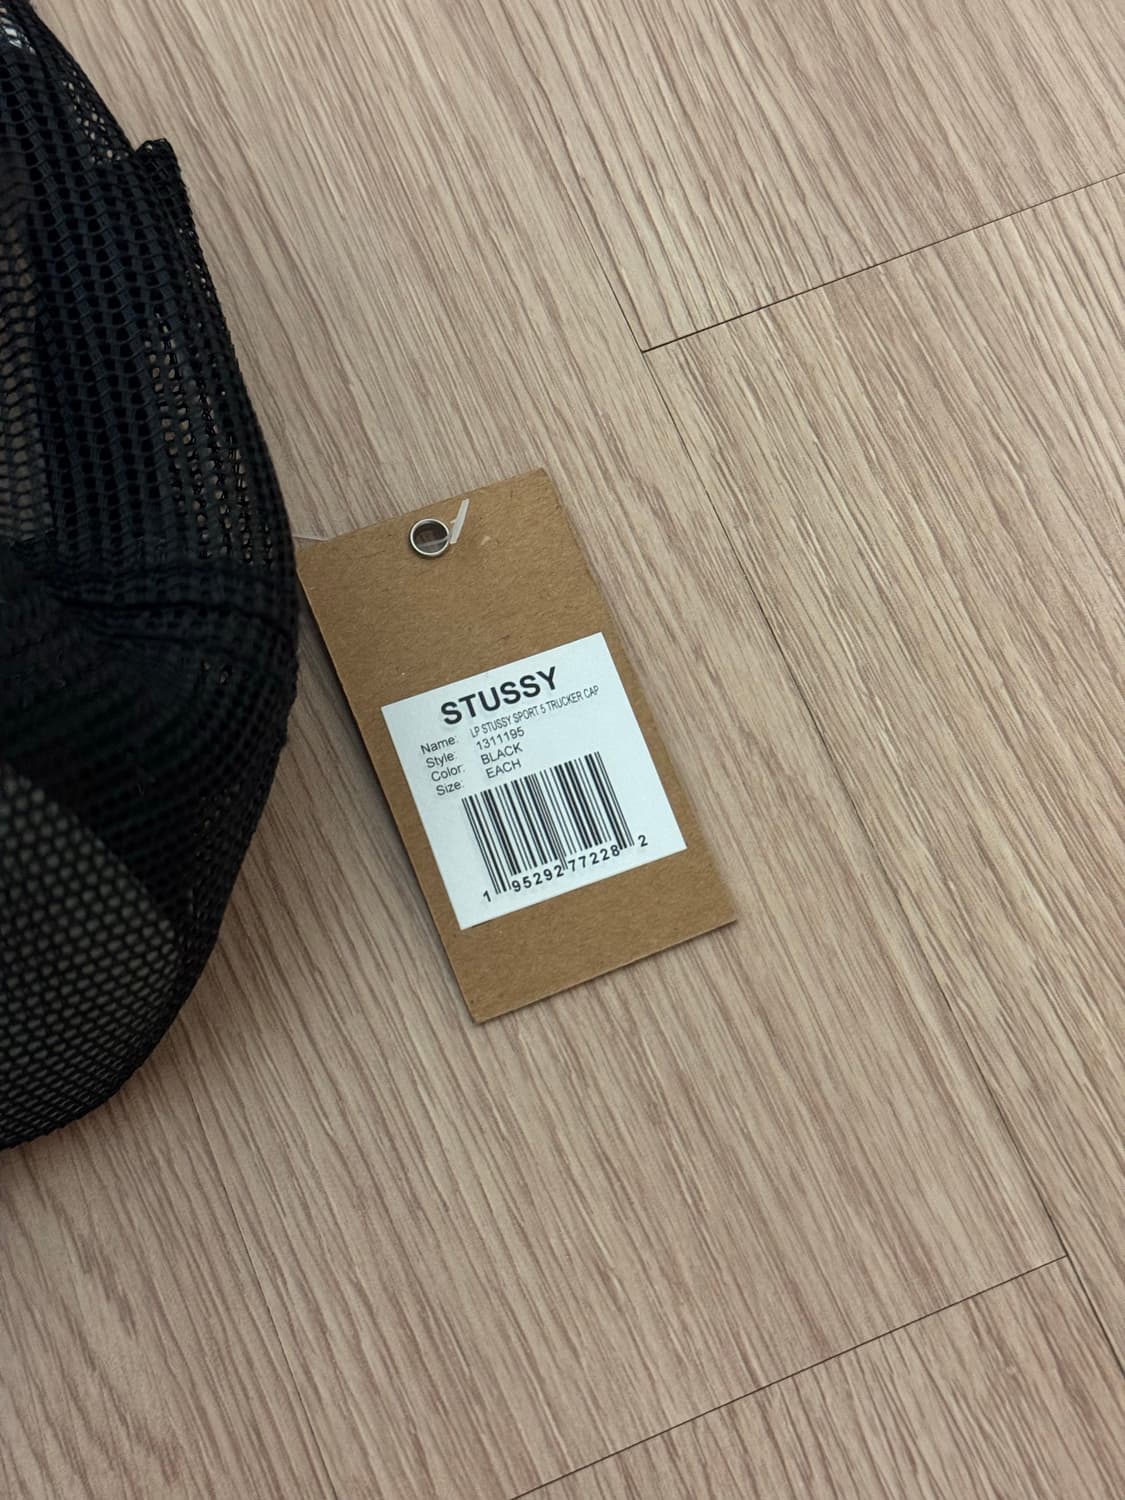 STUSSY
Name: LP STUSSY SPORT 5 TRUCKER CAP
Style: 1311195
Color: BLACK
Size: EACH
1 95292 77228 2